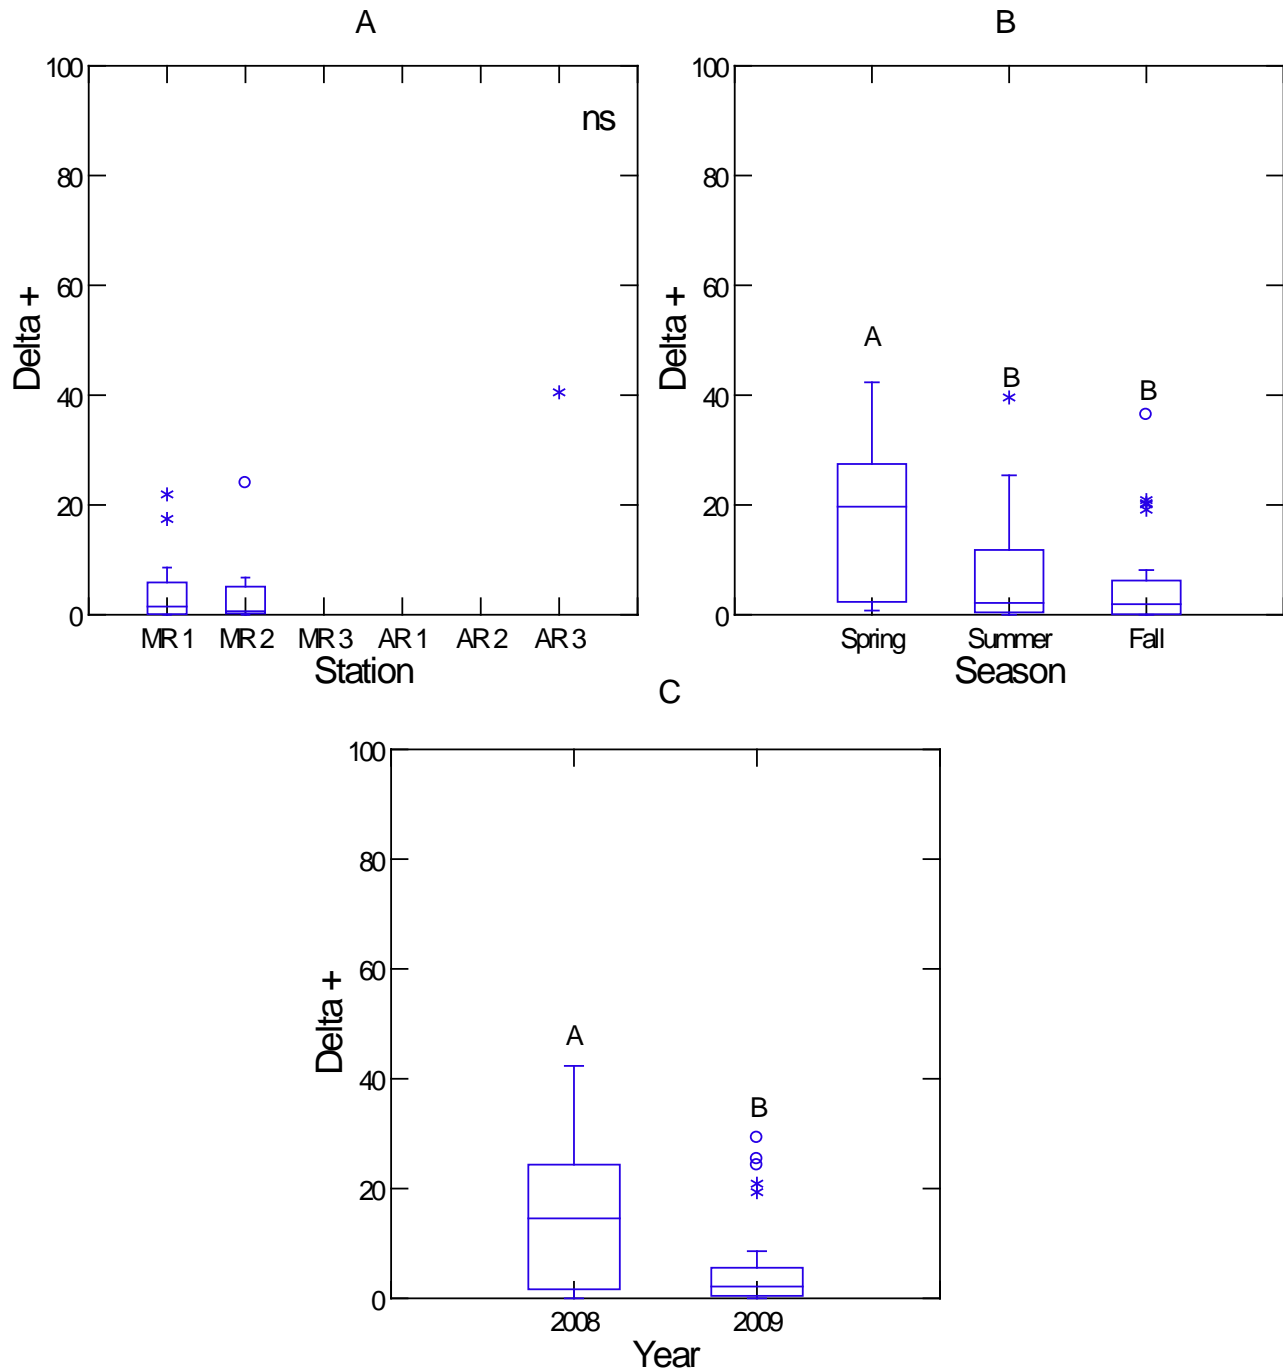 A
B
100
80
60
40
20
0
Delta +
ns
MR 1
MR 2
MR 3
AR 1
AR 2
AR 3
Station
100
80
60
40
20
0
Delta +
A
B
B
Spring
Summer
Fall
Season
C
100
80
60
40
20
0
Delta +
A
B
2008
2009
Year